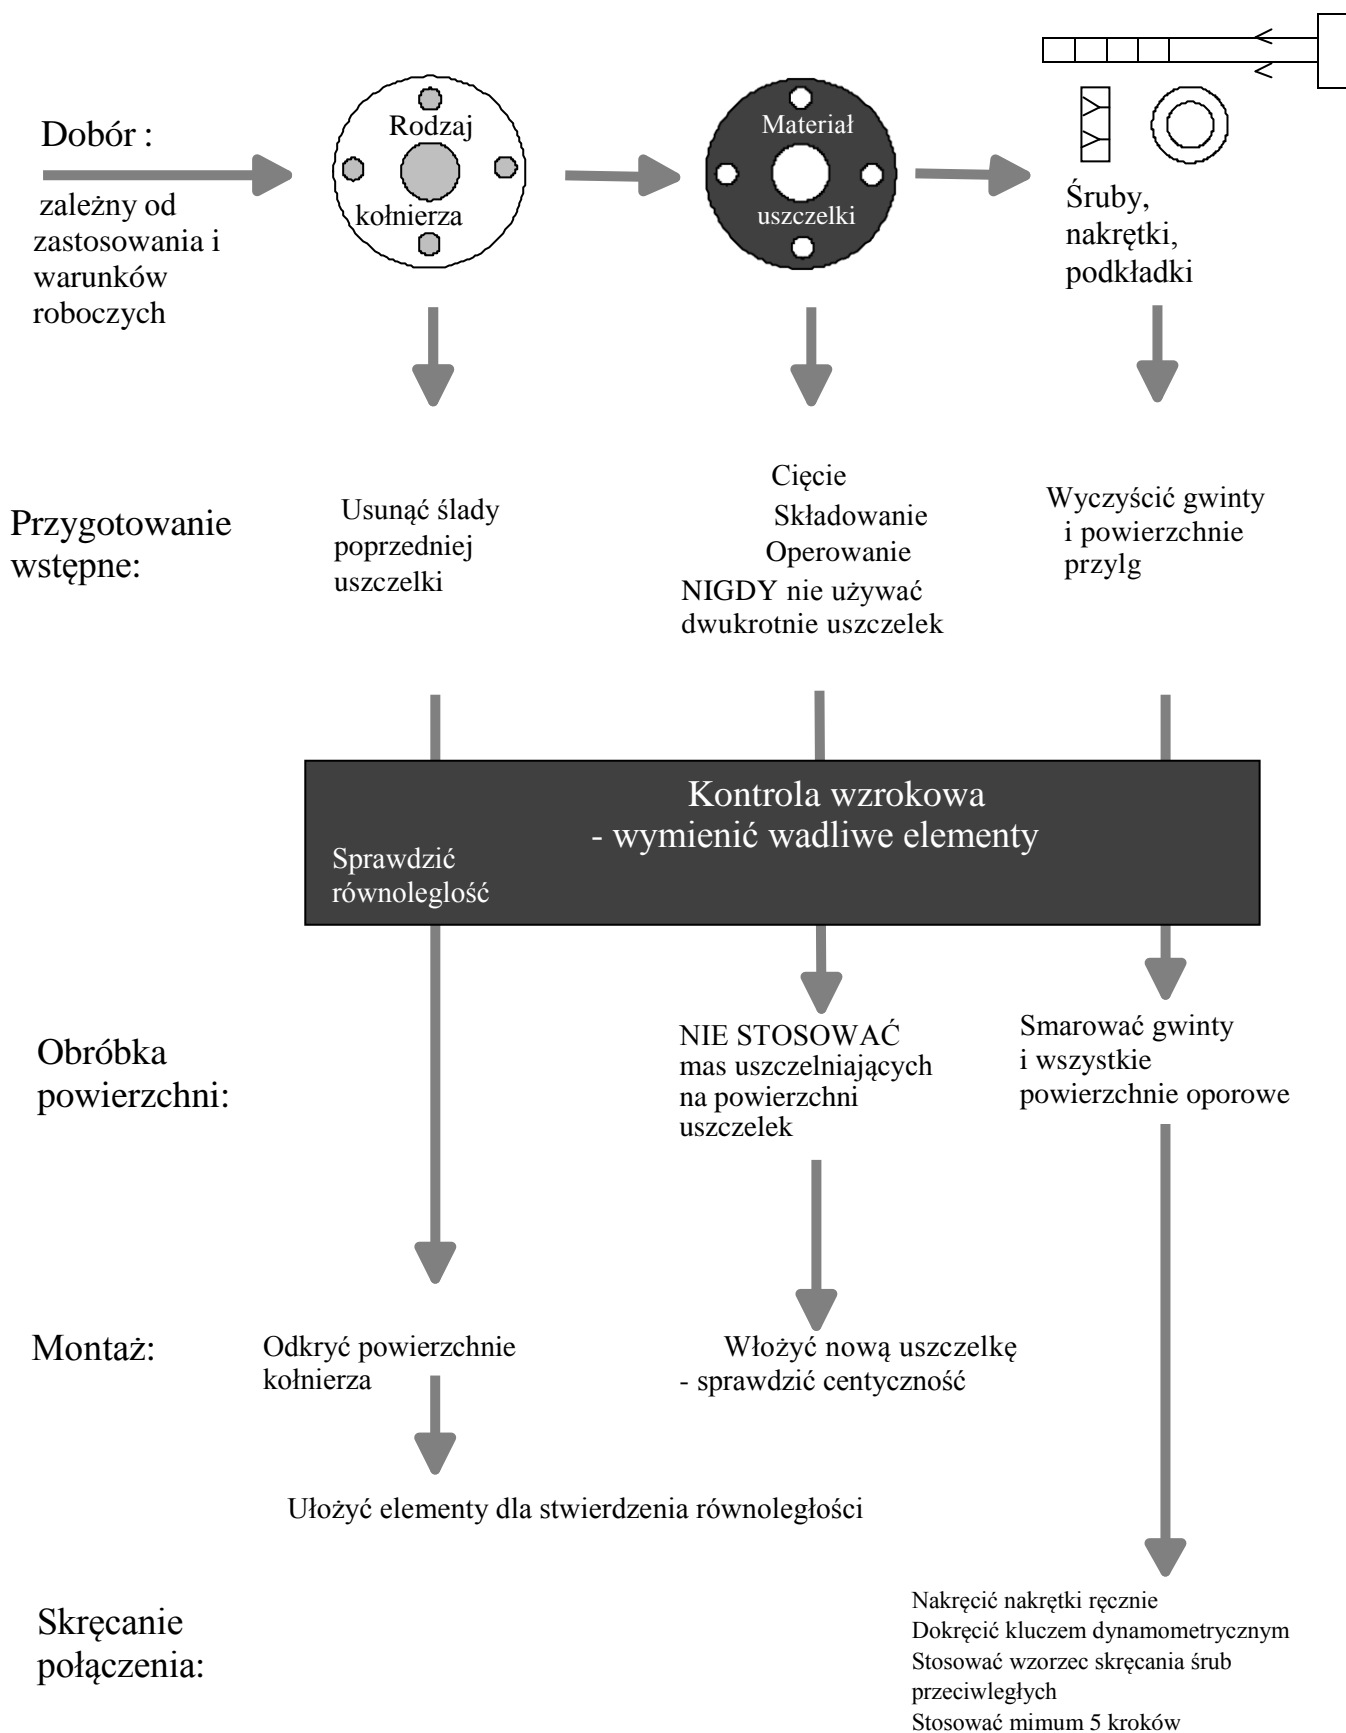 Dobór :
zależny od
zastosowania i
warunków
roboczych
Rodzaj
kołnierza
Materiał
uszczelki
Śruby,
nakrętki,
podkładki
Przygotowanie
wstępne:
Usunąć ślady
poprzedniej
uszczelki
Cięcie
Składowanie
Operowanie
NIGDY nie używać
dwukrotnie uszczelek
Wyczyścić gwinty
i powierzchnie
przylg
Kontrola wzrokowa
- wymienić wadliwe elementy
Sprawdzić
równoleglość
Obróbka
powierzchni:
NIE STOSOWAĆ
mas uszczelniających
na powierzchni
uszczelek
Smarować gwinty
i wszystkie
powierzchnie oporowe
Montaż:
Odkryć powierzchnie
kołnierza
Włożyć nową uszczelkę
- sprawdzić centyczność
Ułożyć elementy dla stwierdzenia równoległości
Skręcanie
połączenia:
Nakręcić nakrętki ręcznie
Dokręcić kluczem dynamometrycznym
Stosować wzorzec skręcania śrub
przeciwległych
Stosować mimum 5 kroków